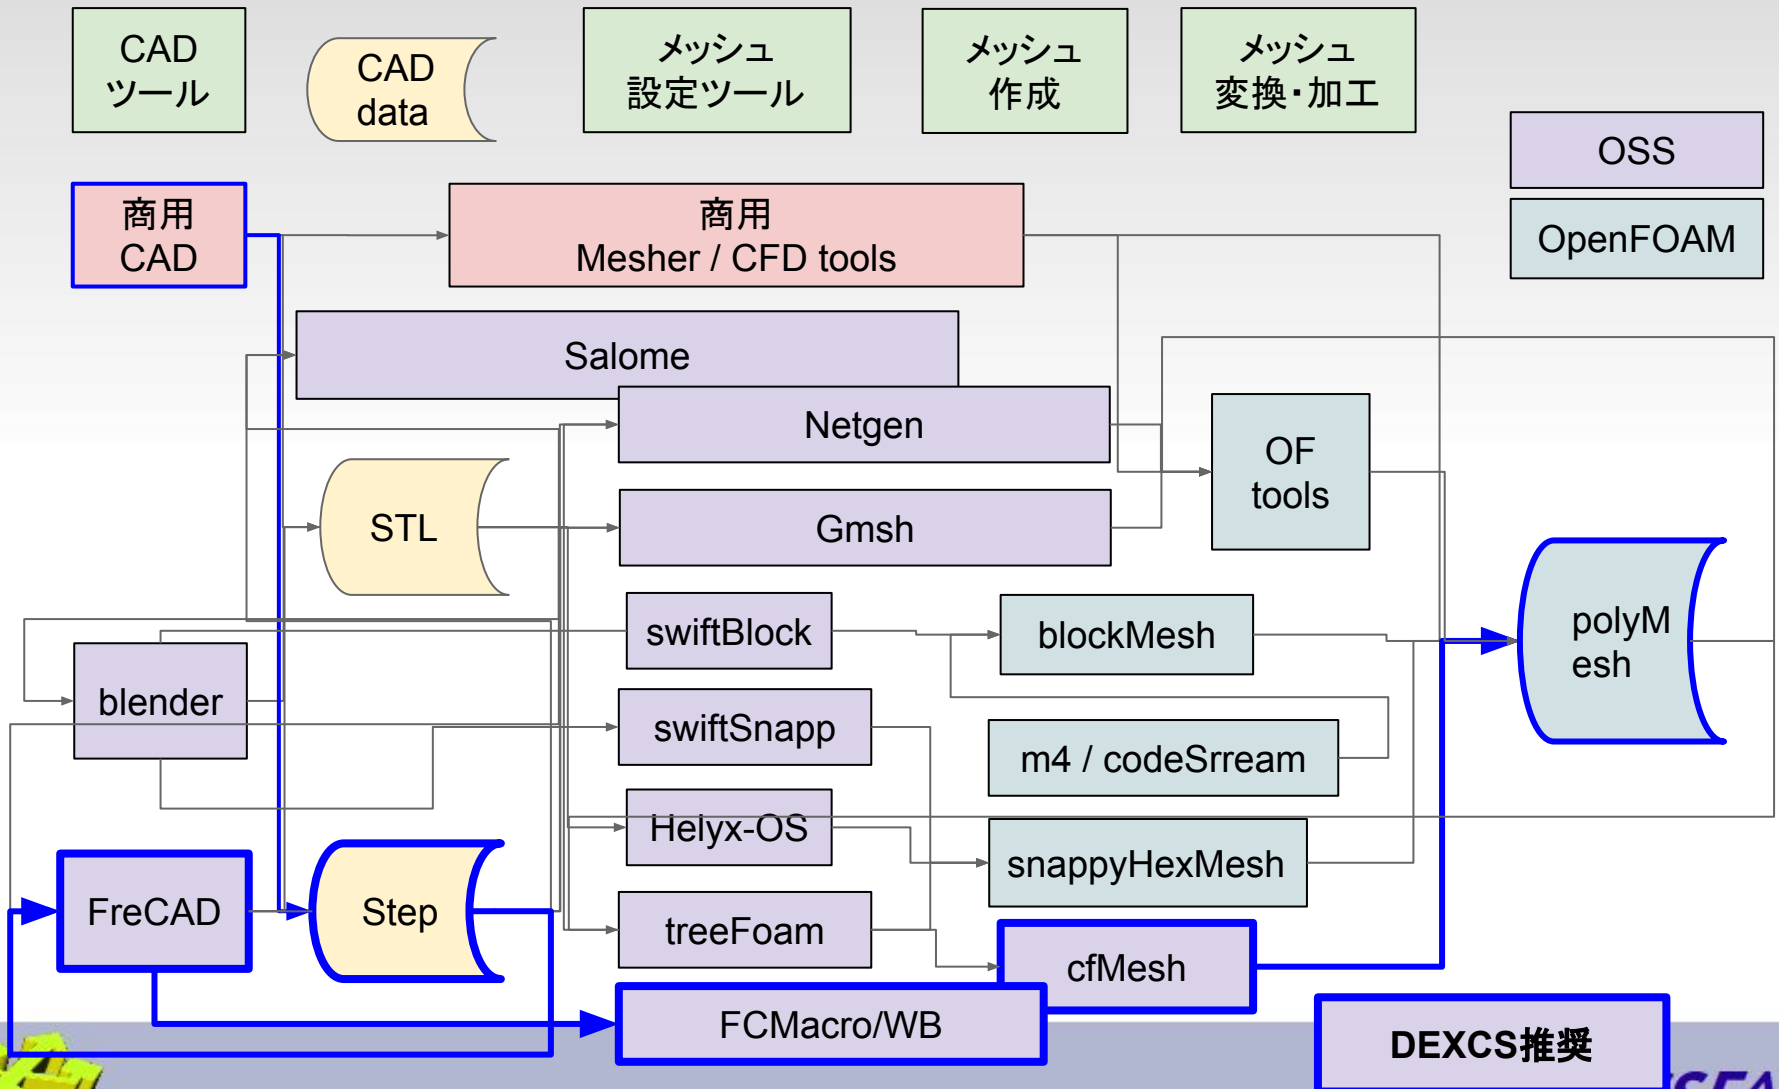 CAD
ツール
CAD
data
メッシュ
設定ツール
メッシュ
作成
メッシュ
変換・加工
OSS
OpenFOAM
商用
CAD
商用
Mesher / CFD tools
Salome
Netgen
OF
tools
STL
Gmsh
swiftBlock
blockMesh
polyM
esh
blender
swiftSnapp
m4 / codeSrream
Helyx-OS
snappyHexMesh
FreCAD
Step
treeFoam
cfMesh
FCMacro/WB
DEXCS推奨